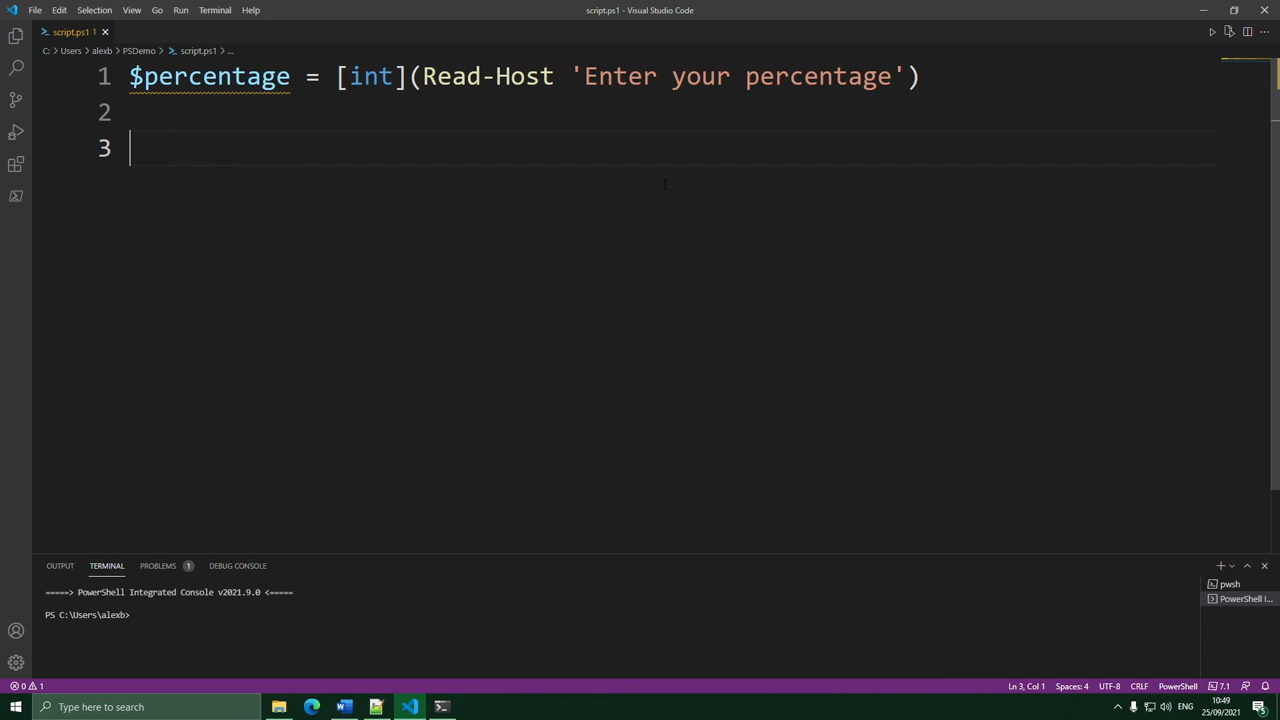 File Edit Selection View Go Run Terminal Help script.ps1 - Visual Studio Code
script.ps1 1
C: > Users > alexb > PSDemo > script.ps1 > ...
1 $percentage = [int](Read-Host 'Enter your percentage')
2
3
OUTPUT TERMINAL PROBLEMS 1 DEBUG CONSOLE
=====> PowerShell Integrated Console v2021.9.0 <=====
pwsh
PowerShell I...
PS C:\Users\alexb>
0 1 Ln 3, Col 1 Spaces: 4 UTF-8 CRLF PowerShell 7.1
Type here to search ENG 10:49 25/09/2021 5